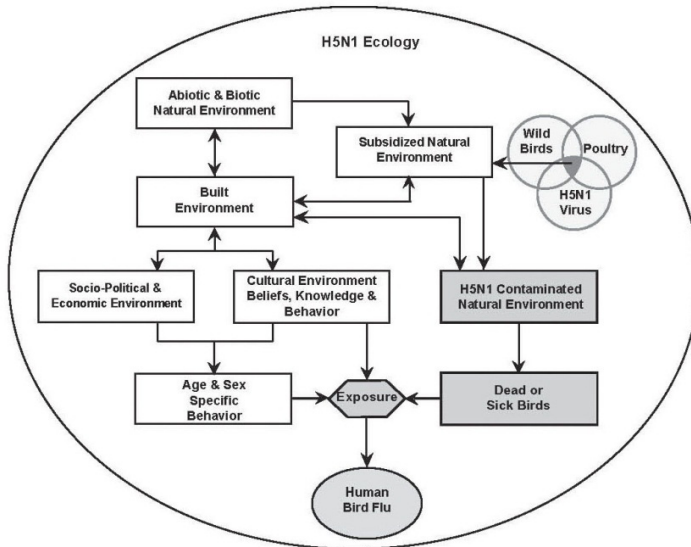 H5N1 Ecology
Abiotic & Biotic
Natural Environment
Subsidized Natural
Environment
Wild
Birds
Poultry
H5N1
Virus
Built
Environment
Socio-Political &
Economic Environment
Cultural Environment
Beliefs, Knowledge &
Behavior
H5N1 Contaminated
Natural Environment
Age & Sex
Specific
Behavior
Exposure
Dead or
Sick Birds
Human
Bird Flu